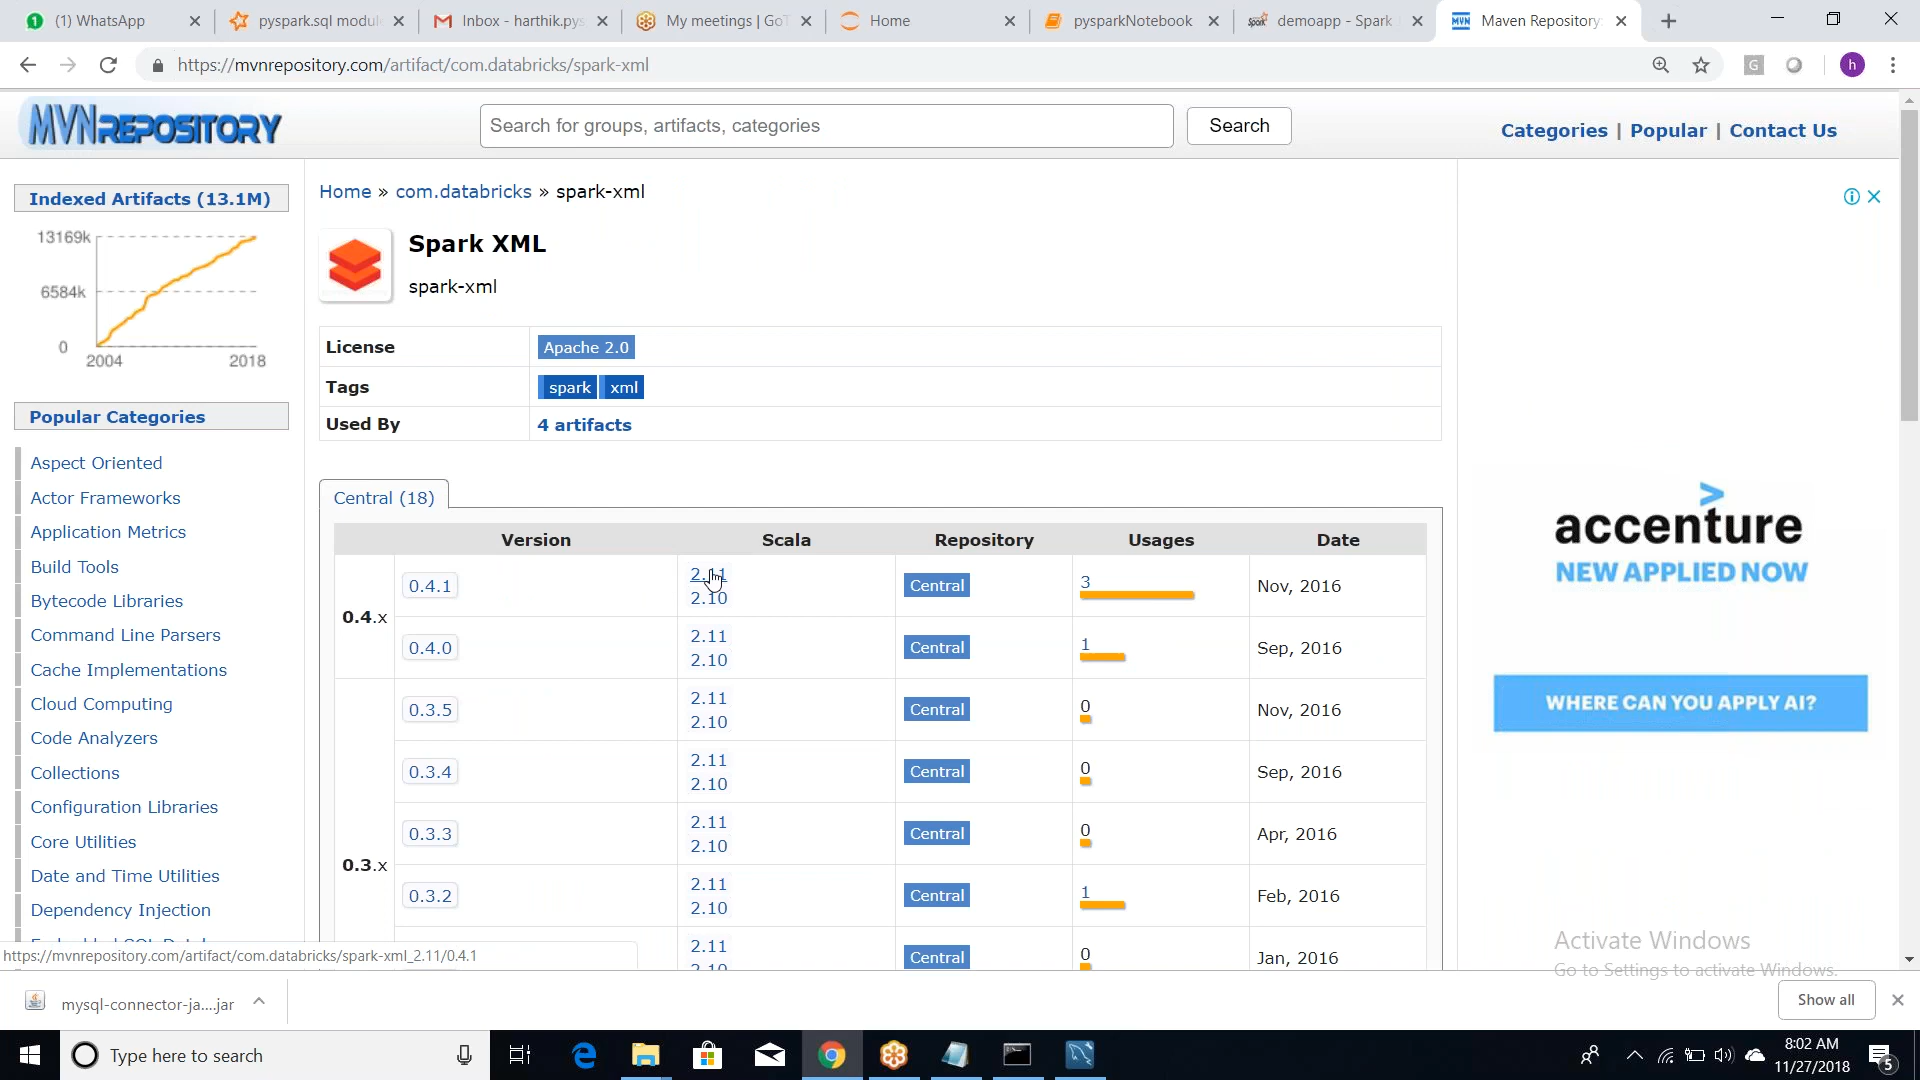 (1) WhatsApp
pyspark.sql modul
Inbox - harthik.pys
My meetings | GoT
Home
pysparkNotebook
demoapp - Spark
Maven Repository:
https://mvnrepository.com/artifact/com.databricks/spark-xml
G
h
MVNREPOSITORY
Search for groups, artifacts, categories
Search
Categories | Popular | Contact Us
Indexed Artifacts (13.1M)
13169k
6584k
0
2004
2018
Popular Categories
Aspect Oriented
Actor Frameworks
Application Metrics
Build Tools
Bytecode Libraries
Command Line Parsers
Cache Implementations
Cloud Computing
Code Analyzers
Collections
Configuration Libraries
Core Utilities
Date and Time Utilities
Dependency Injection
Home » com.databricks » spark-xml
Spark XML
spark-xml
License Apache 2.0
Tags spark xml
Used By 4 artifacts
Central (18)
Version Scala Repository Usages Date
0.4.x
0.4.1 2.11 Central 3 Nov, 2016
2.10
0.4.0 2.11 Central 1 Sep, 2016
2.10
0.3.x
0.3.5 2.11 Central 0 Nov, 2016
2.10
0.3.4 2.11 Central 0 Sep, 2016
2.10
0.3.3 2.11 Central 0 Apr, 2016
2.10
0.3.2 2.11 Central 1 Feb, 2016
2.10
2.11 Central 0 Jan, 2016
2.10
accenture
NEW APPLIED NOW
WHERE CAN YOU APPLY AI?
Activate Windows
Go to Settings to activate Windows.
https://mvnrepository.com/artifact/com.databricks/spark-xml_2.11/0.4.1
mysql-connector-ja....jar
Show all
Type here to search
8:02 AM
11/27/2018
5